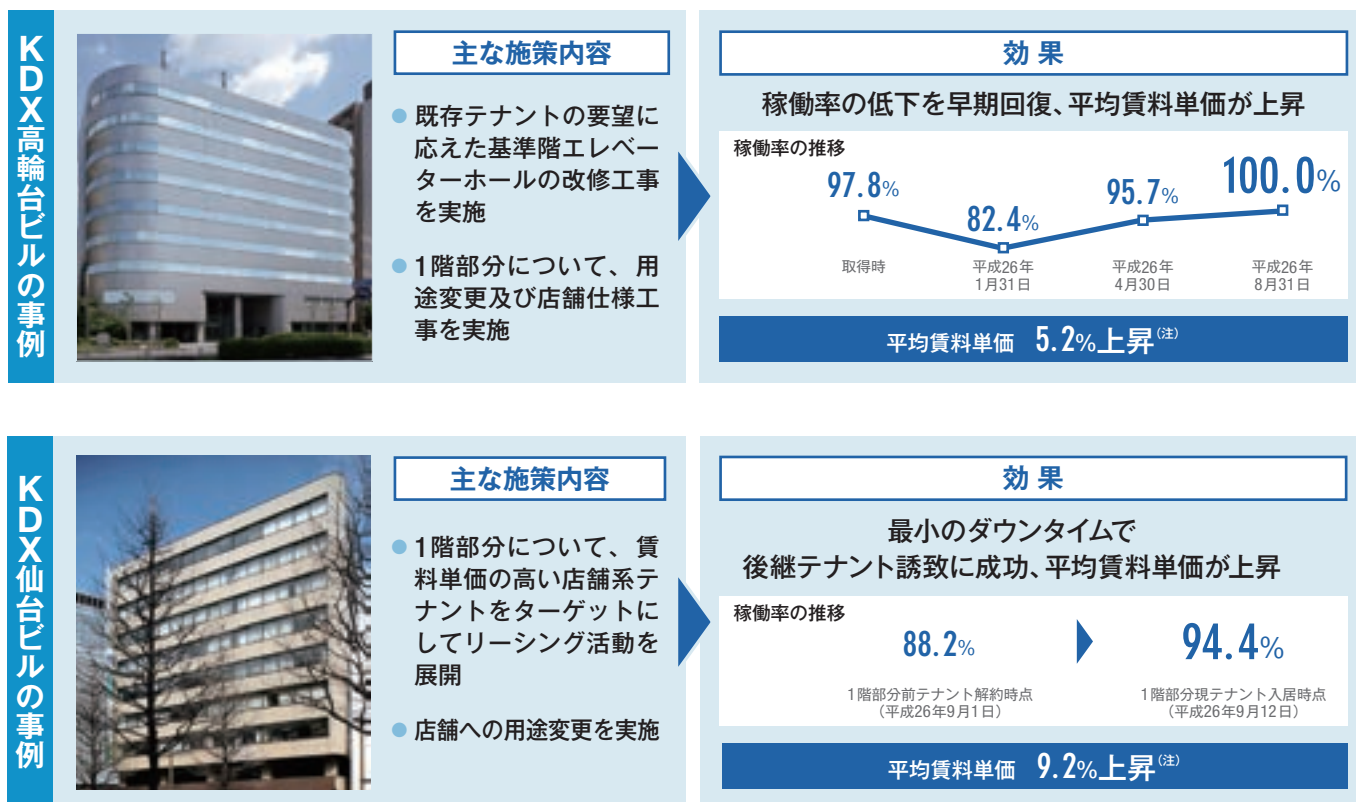 KDX高輪台ビルの事例
主な施策内容
● 既存テナントの要望に
応えた基準階エレベー
ターホールの改修工事
を実施
● 1階部分について、用
途変更及び店舗仕様工
事を実施
効 果
稼働率の低下を早期回復、平均賃料単価が上昇
稼働率の推移
97.8%
82.4%
95.7%
100.0%
取得時
平成26年
1月31日
平成26年
4月30日
平成26年
8月31日
平均賃料単価 5.2%上昇(注)
KDX仙台ビルの事例
主な施策内容
● 1階部分について、賃
料単価の高い店舗系テ
ナントをターゲットに
してリーシング活動を
展開
● 店舗への用途変更を実施
効 果
最小のダウンタイムで
後継テナント誘致に成功、平均賃料単価が上昇
稼働率の推移
88.2%
94.4%
1階部分前テナント解約時点
(平成26年9月1日)
1階部分現テナント入居時点
(平成26年9月12日)
平均賃料単価 9.2%上昇(注)